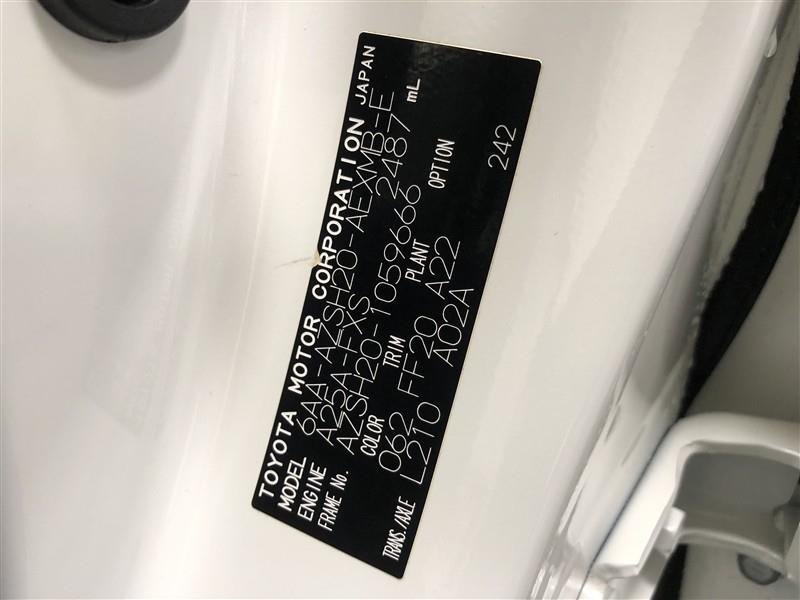 TOYOTA MOTOR CORPORATION JAPAN
MODEL 6AA-AZSH20-AEXMB-E
ENGINE A25A-FXS 2487 mL
FRAME No. AZSH20-1059666
COLOR TRIM PLANT OPTION
062 FF20 A22
TRANS./AXLE L210 A02A
242